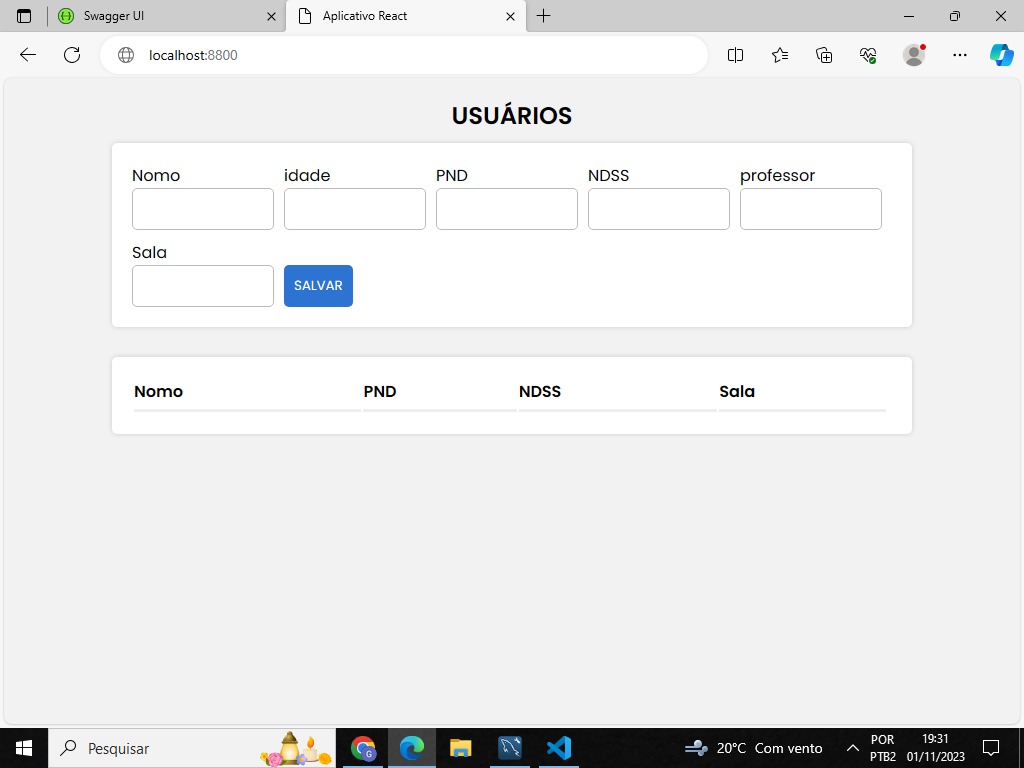 Swagger UI
Aplicativo React
localhost:8800
USUÁRIOS
Nomo idade PND NDSS professor
Sala
SALVAR
Nomo PND NDSS Sala
Pesquisar
20°C Com vento
POR
PTB2
19:31
01/11/2023